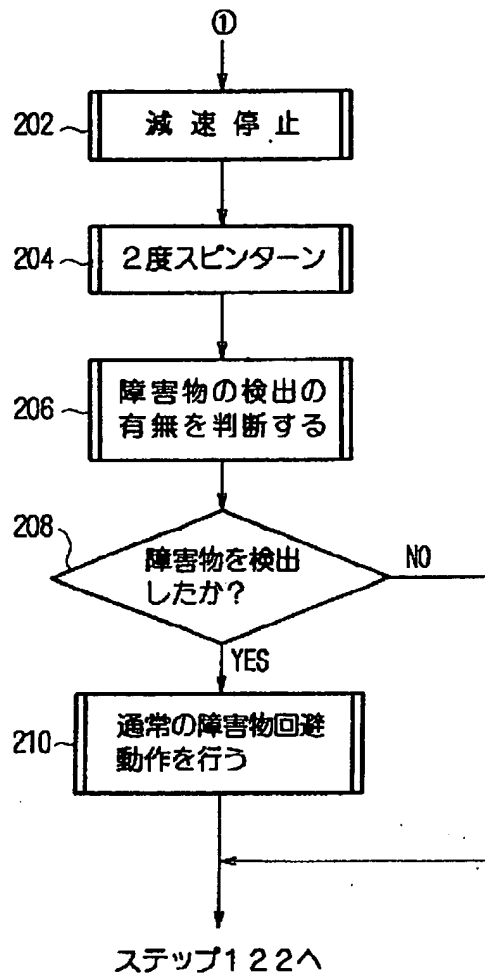 ①
202
減速停止
204
2度スピンターン
206
障害物の検出の
有無を判断する
208
障害物を検出
したか?
NO
YES
210
通常の障害物回避
動作を行う
ステップ122へ